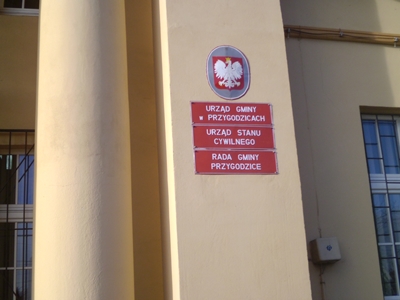 URZĄD GMINY
w PRZYGODZICACH
URZĄD STANU
CYWILNEGO
RADA GMINY
PRZYGODZICE